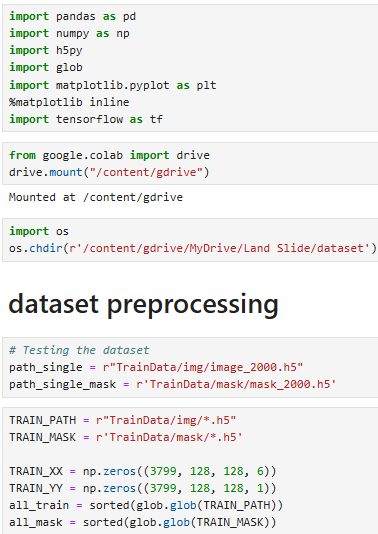 import pandas as pd
import numpy as np
import h5py
import glob
import matplotlib.pyplot as plt
%matplotlib inline
import tensorflow as tf
from google.colab import drive
drive.mount("/content/gdrive")
Mounted at /content/gdrive
import os
os.chdir(r'/content/gdrive/MyDrive/Land Slide/dataset')
dataset preprocessing
# Testing the dataset
path_single = r"TrainData/img/image_2000.h5"
path_single_mask = r'TrainData/mask/mask_2000.h5'
TRAIN_PATH = r"TrainData/img/*.h5"
TRAIN_MASK = r'TrainData/mask/*.h5'
TRAIN_XX = np.zeros((3799, 128, 128, 6))
TRAIN_YY = np.zeros((3799, 128, 128, 1))
all_train = sorted(glob.glob(TRAIN_PATH))
all_mask = sorted(glob.glob(TRAIN_MASK))